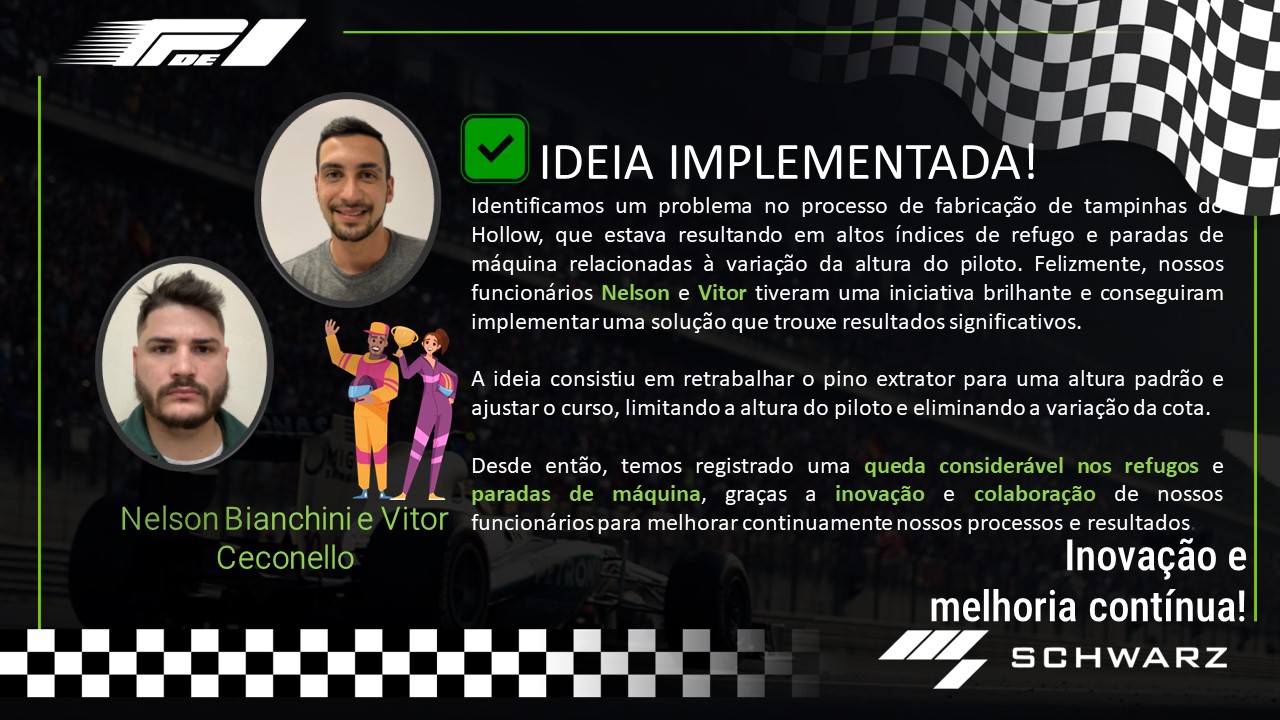 P DE 1
IDEIA IMPLEMENTADA!
Identificamos um problema no processo de fabricação de tampinhas do
Hollow, que estava resultando em altos índices de refugo e paradas de
máquina relacionadas à variação da altura do piloto. Felizmente, nossos
funcionários Nelson e Vitor tiveram uma iniciativa brilhante e conseguiram
implementar uma solução que trouxe resultados significativos.
A ideia consistiu em retrabalhar o pino extrator para uma altura padrão e
ajustar o curso, limitando a altura do piloto e eliminando a variação da cota.
Desde então, temos registrado uma queda considerável nos refugos e
paradas de máquina, graças a inovação e colaboração de nossos
funcionários para melhorar continuamente nossos processos e resultados.
Nelson Bianchini e Vitor
Ceconello
Inovação e
melhoria contínua!
SCHWARZ